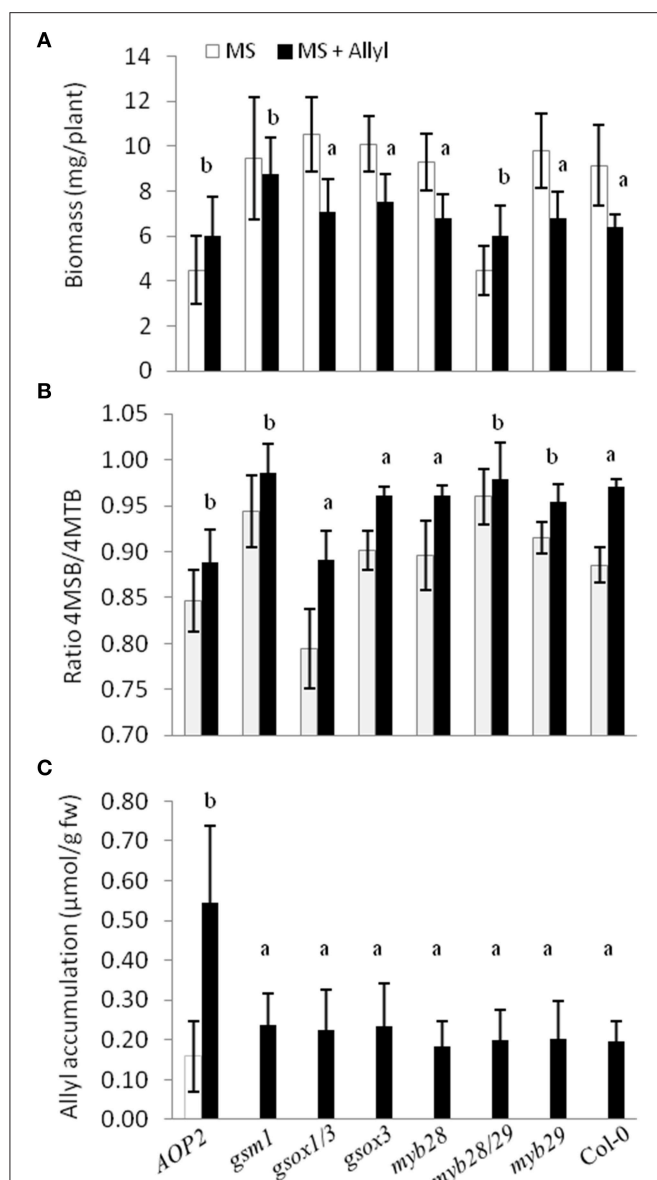 A
MS MS + Allyl
Biomass (mg/plant)
14
12
10
8
6
4
2
0
b b a a a b a a
B
Ratio 4MSB/4MTB
1.05
1.00
0.95
0.90
0.85
0.80
0.75
0.70
b b a a a b b a
C
Allyl accumulation (µmol/g fw)
0.80
0.70
0.60
0.50
0.40
0.30
0.20
0.10
0.00
b a a a a a a a
AOP2 gsm1 gsox1/3 gsox3 myb28 myb28/29 myb29 Col-0